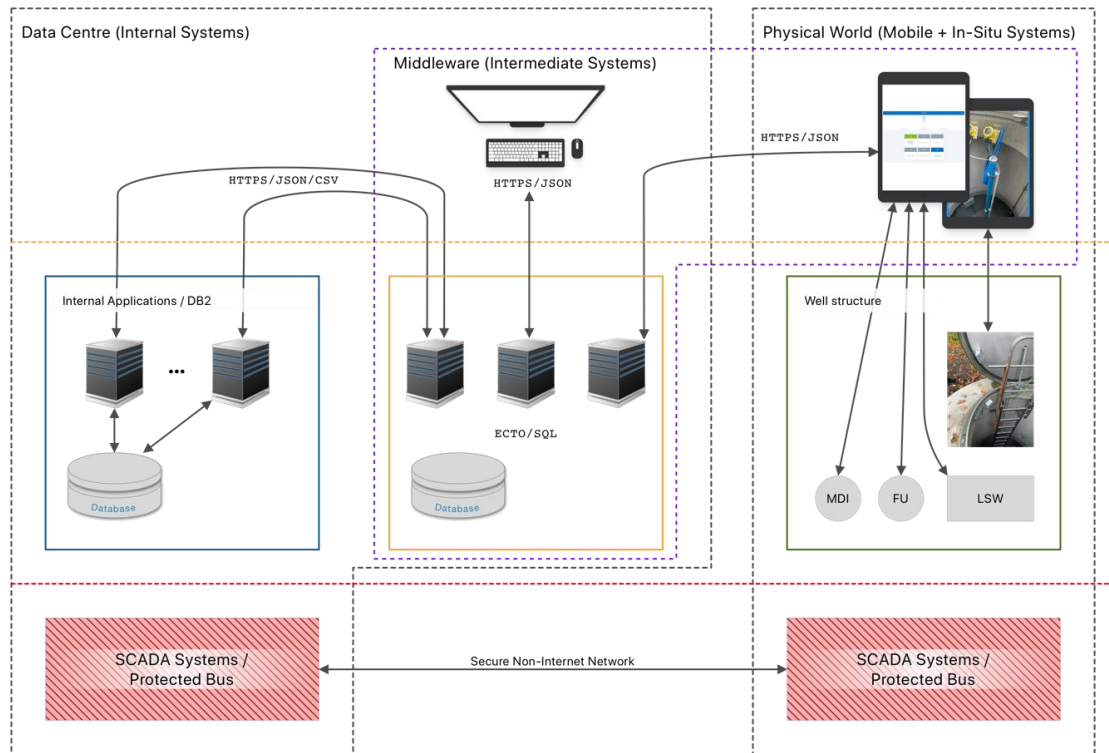 Data Centre (Internal Systems)
Physical World (Mobile + In-Situ Systems)
Middleware (Intermediate Systems)
HTTPS/JSON
HTTPS/JSON/CSV
HTTPS/JSON
Internal Applications / DB2
Well structure
...
ECTO/SQL
Database
Database
MDI
FU
LSW
SCADA Systems /
Protected Bus
Secure Non-Internet Network
SCADA Systems /
Protected Bus